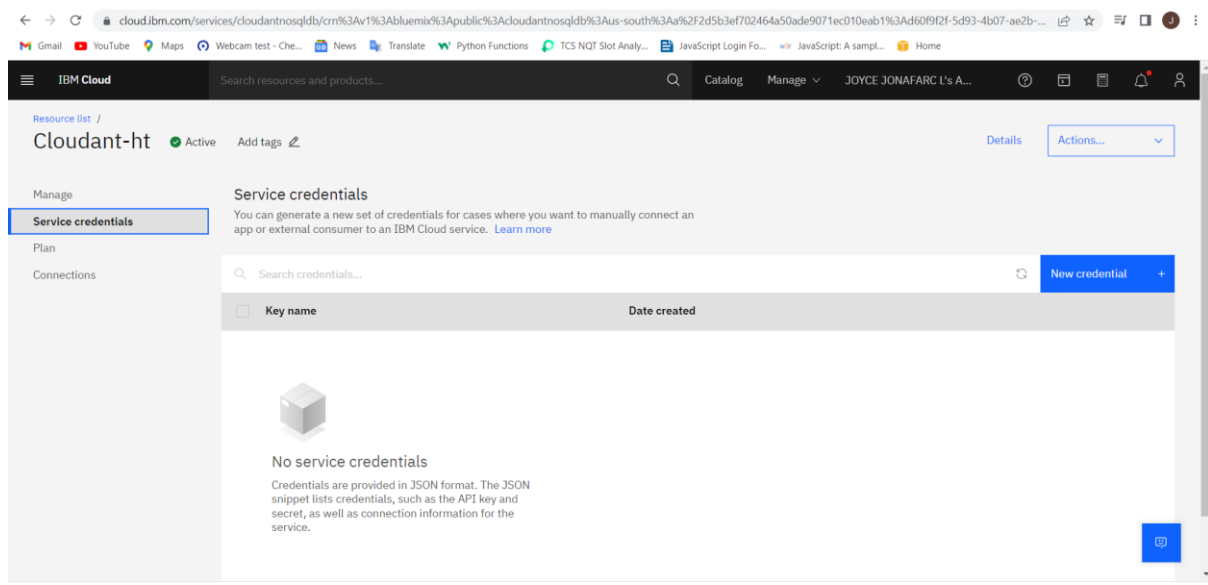 cloud.ibm.com/services/cloudantnosqldb/crn%3Av1%3Abluemix%3Apublic%3Acloudantnosqldb%3Aus-south%3Aa%2F2d5b3ef702464a50ade9071ec010eab1%3Ad60f9f2f-5d93-4b07-ae2b-...
Gmail YouTube Maps Webcam test - Che... News Translate Python Functions TCS NQT Slot Analy... JavaScript Login Fo... JavaScript: A sampl... Home
IBM Cloud Search resources and products... Catalog Manage JOYCE JONAFARC L's A...
Resource list /
Cloudant-ht Active Add tags Details Actions...
Manage
Service credentials
Plan
Connections
Service credentials
You can generate a new set of credentials for cases where you want to manually connect an
app or external consumer to an IBM Cloud service. Learn more
Search credentials... New credential +
Key name Date created
No service credentials
Credentials are provided in JSON format. The JSON
snippet lists credentials, such as the API key and
secret, as well as connection information for the
service.